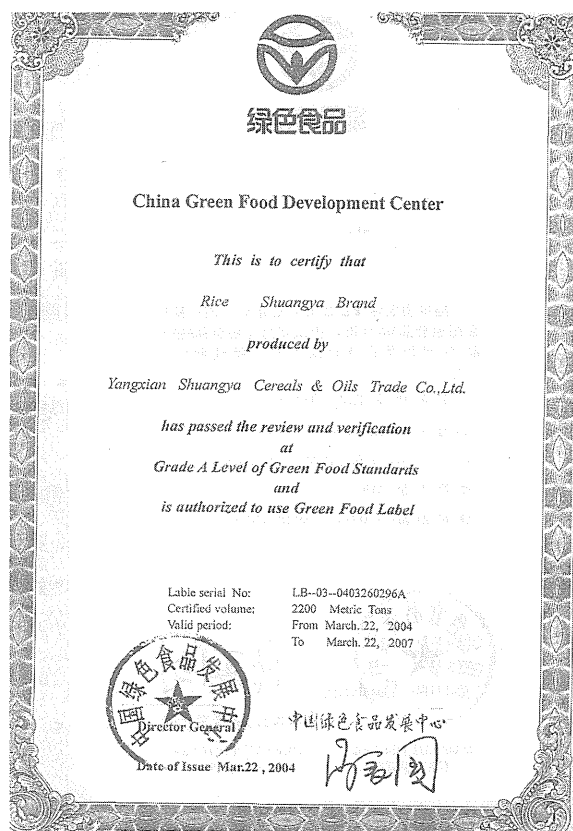 绿色食品
China Green Food Development Center
This is to certify that
Rice Shuangya Brand
produced by
Yangxian Shuangya Cereals & Oils Trade Co.,Ltd.
has passed the review and verification
at
Grade A Level of Green Food Standards
and
is authorized to use Green Food Label
Lable serial No: LB--03--0403260296A
Certified volume: 2200 Metric Tons
Valid period: From March. 22, 2004
To March. 22, 2007
中国绿色食品发展中心
Director General
中国绿色食品发展中心
Date of Issue Mar.22 , 2004